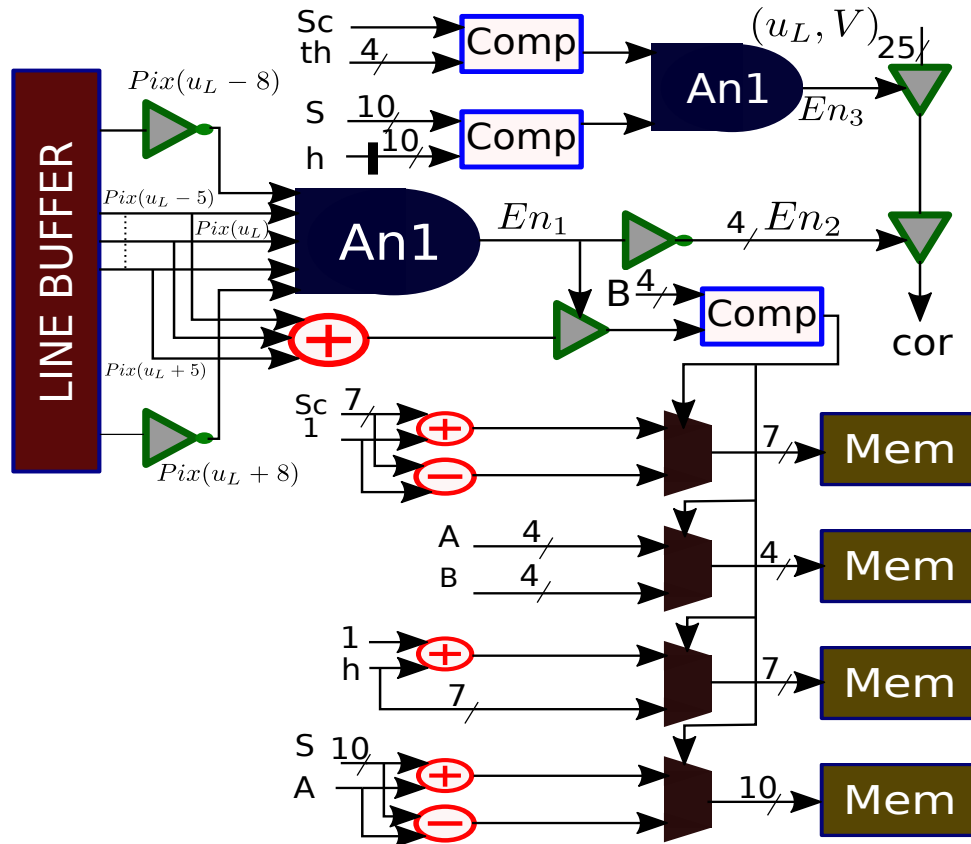 Sc
th
4
Comp
(u_L, V)
25
Pix(u_L − 8)
An1
En_3
S
10
h
10
Comp
LINE BUFFER
Pix(u_L − 5)
Pix(u_L)
An1
En_1
4
En_2
B
4
Comp
+
cor
Pix(u_L + 5)
Pix(u_L + 8)
Sc
7
1
+
−
7
Mem
A
4
B
4
4
Mem
1
h
+
7
7
Mem
S
10
A
+
−
10
Mem